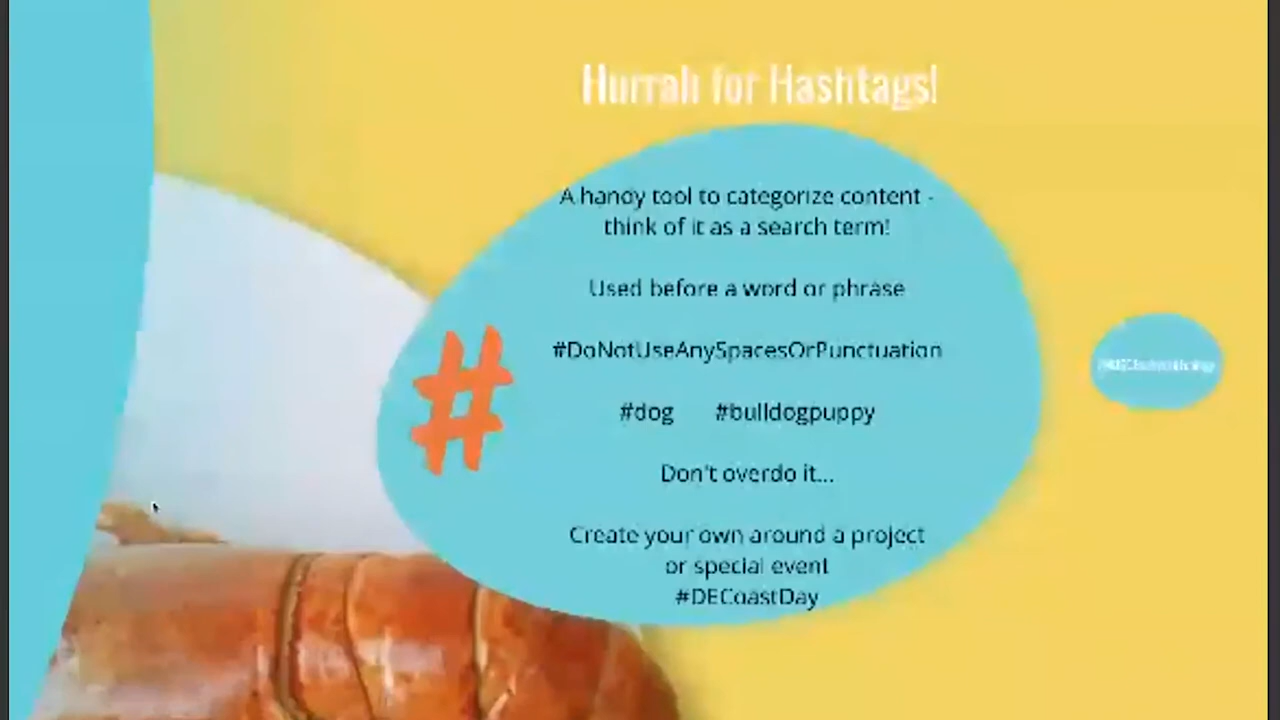 Hurrah for Hashtags!
A handy tool to categorize content -
think of it as a search term!
Used before a word or phrase
#DoNotUseAnySpacesOrPunctuation
#dog #bulldogpuppy
Don't overdo it...
Create your own around a project
or special event
#DECoastDay
#